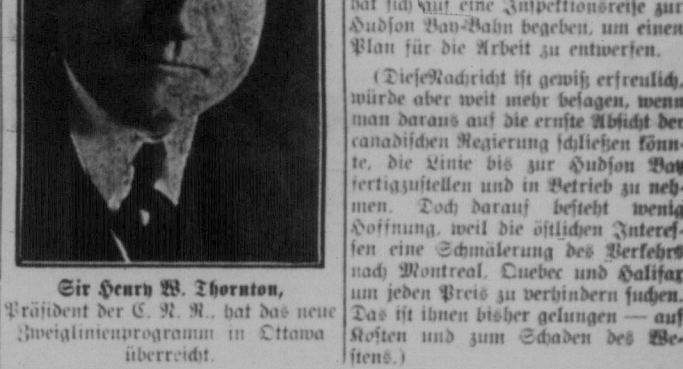 Sir Henry W. Thornton,
Präsident der C. N. R., hat das neue
Zweiglinienprogramm in Ottawa
überreicht.
hat sich auf eine Inspektionsreise zur
Hudson Bay-Bahn begeben, um einen
Plan für die Arbeit zu entwerfen.
(Diese Nachricht ist gewiß erfreulich,
würde aber weit mehr besagen, wenn
man daraus auf die ernste Absicht der
canadischen Regierung schließen könn-
te, die Linie bis zur Hudson Bay
fertigzustellen und in Betrieb zu neh-
men. Doch darauf besteht wenig
Hoffnung, weil die östlichen Interes-
sen eine Schmälerung des Verkehrs
nach Montreal, Quebec und Halifax
um jeden Preis zu verhindern suchen.
Das ist ihnen bisher gelungen — auf
Kosten und zum Schaden des We-
stens.)